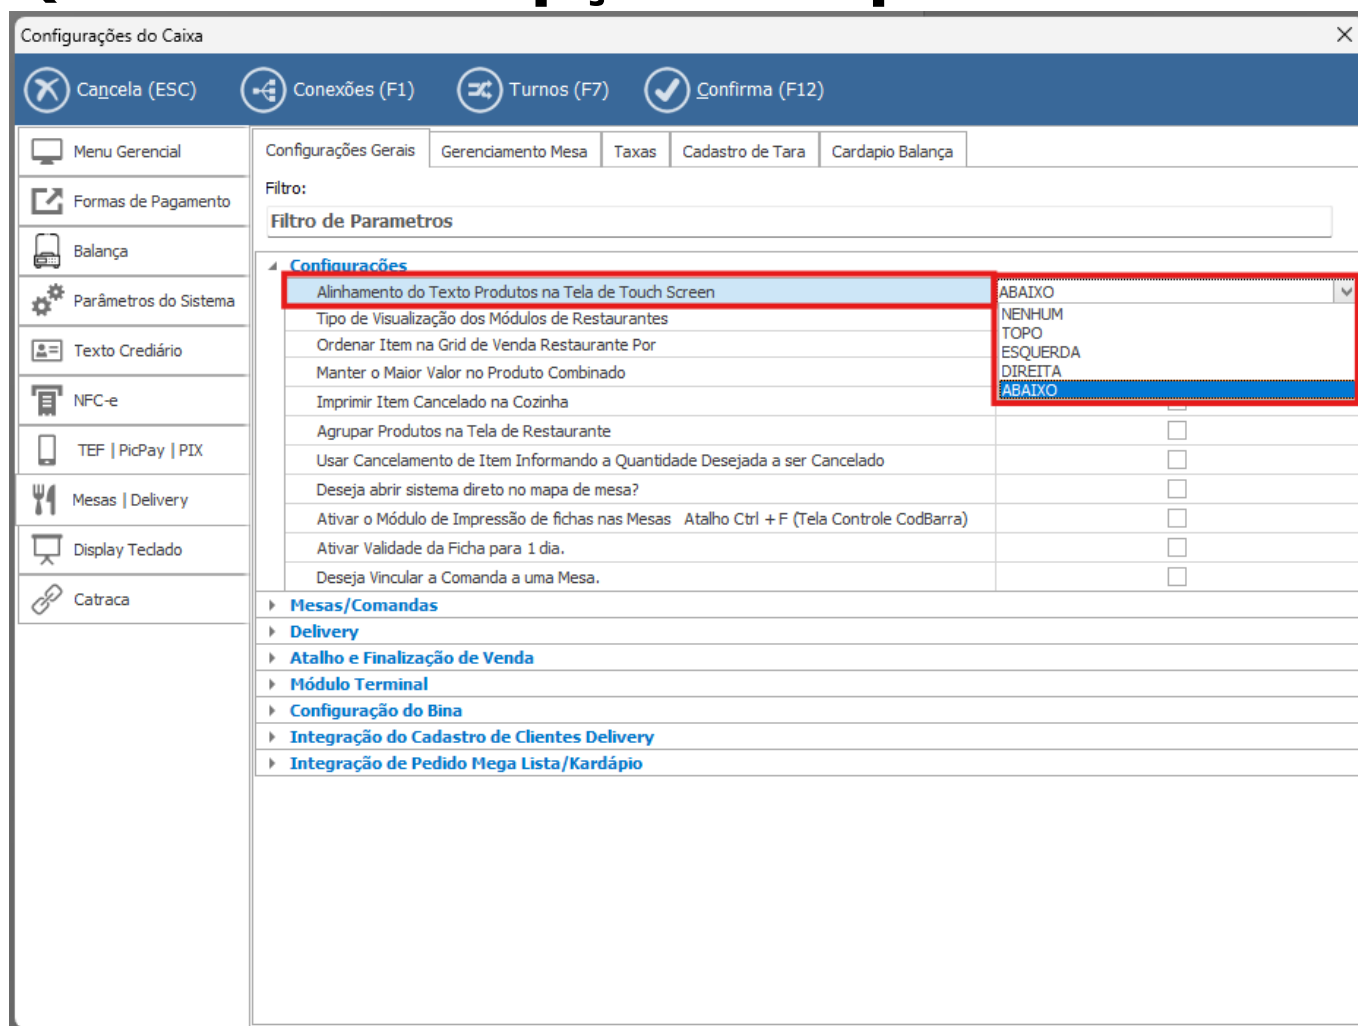 Configurações do Caixa
Cancela (ESC)
Conexões (F1)
Turnos (F7)
Confirma (F12)
Menu Gerencial
Formas de Pagamento
Balança
Parâmetros do Sistema
Texto Crediário
NFC-e
TEF | PicPay | PIX
Mesas | Delivery
Display Teclado
Catraca
Configurações Gerais
Gerenciamento Mesa
Taxas
Cadastro de Tara
Cardapio Balança
Filtro:
Filtro de Parametros
Configurações
Alinhamento do Texto Produtos na Tela de Touch Screen
ABAIXO
NENHUM
TOPO
ESQUERDA
DIREITA
ABAIXO
Tipo de Visualização dos Módulos de Restaurantes
Ordenar Item na Grid de Venda Restaurante Por
Manter o Maior Valor no Produto Combinado
Imprimir Item Cancelado na Cozinha
Agrupar Produtos na Tela de Restaurante
Usar Cancelamento de Item Informando a Quantidade Desejada a ser Cancelado
Deseja abrir sistema direto no mapa de mesa?
Ativar o Módulo de Impressão de fichas nas Mesas Atalho Ctrl + F (Tela Controle CodBarra)
Ativar Validade da Ficha para 1 dia.
Deseja Vincular a Comanda a uma Mesa.
Mesas/Comandas
Delivery
Atalho e Finalização de Venda
Módulo Terminal
Configuração do Bina
Integração do Cadastro de Clientes Delivery
Integração de Pedido Mega Lista/Kardápio